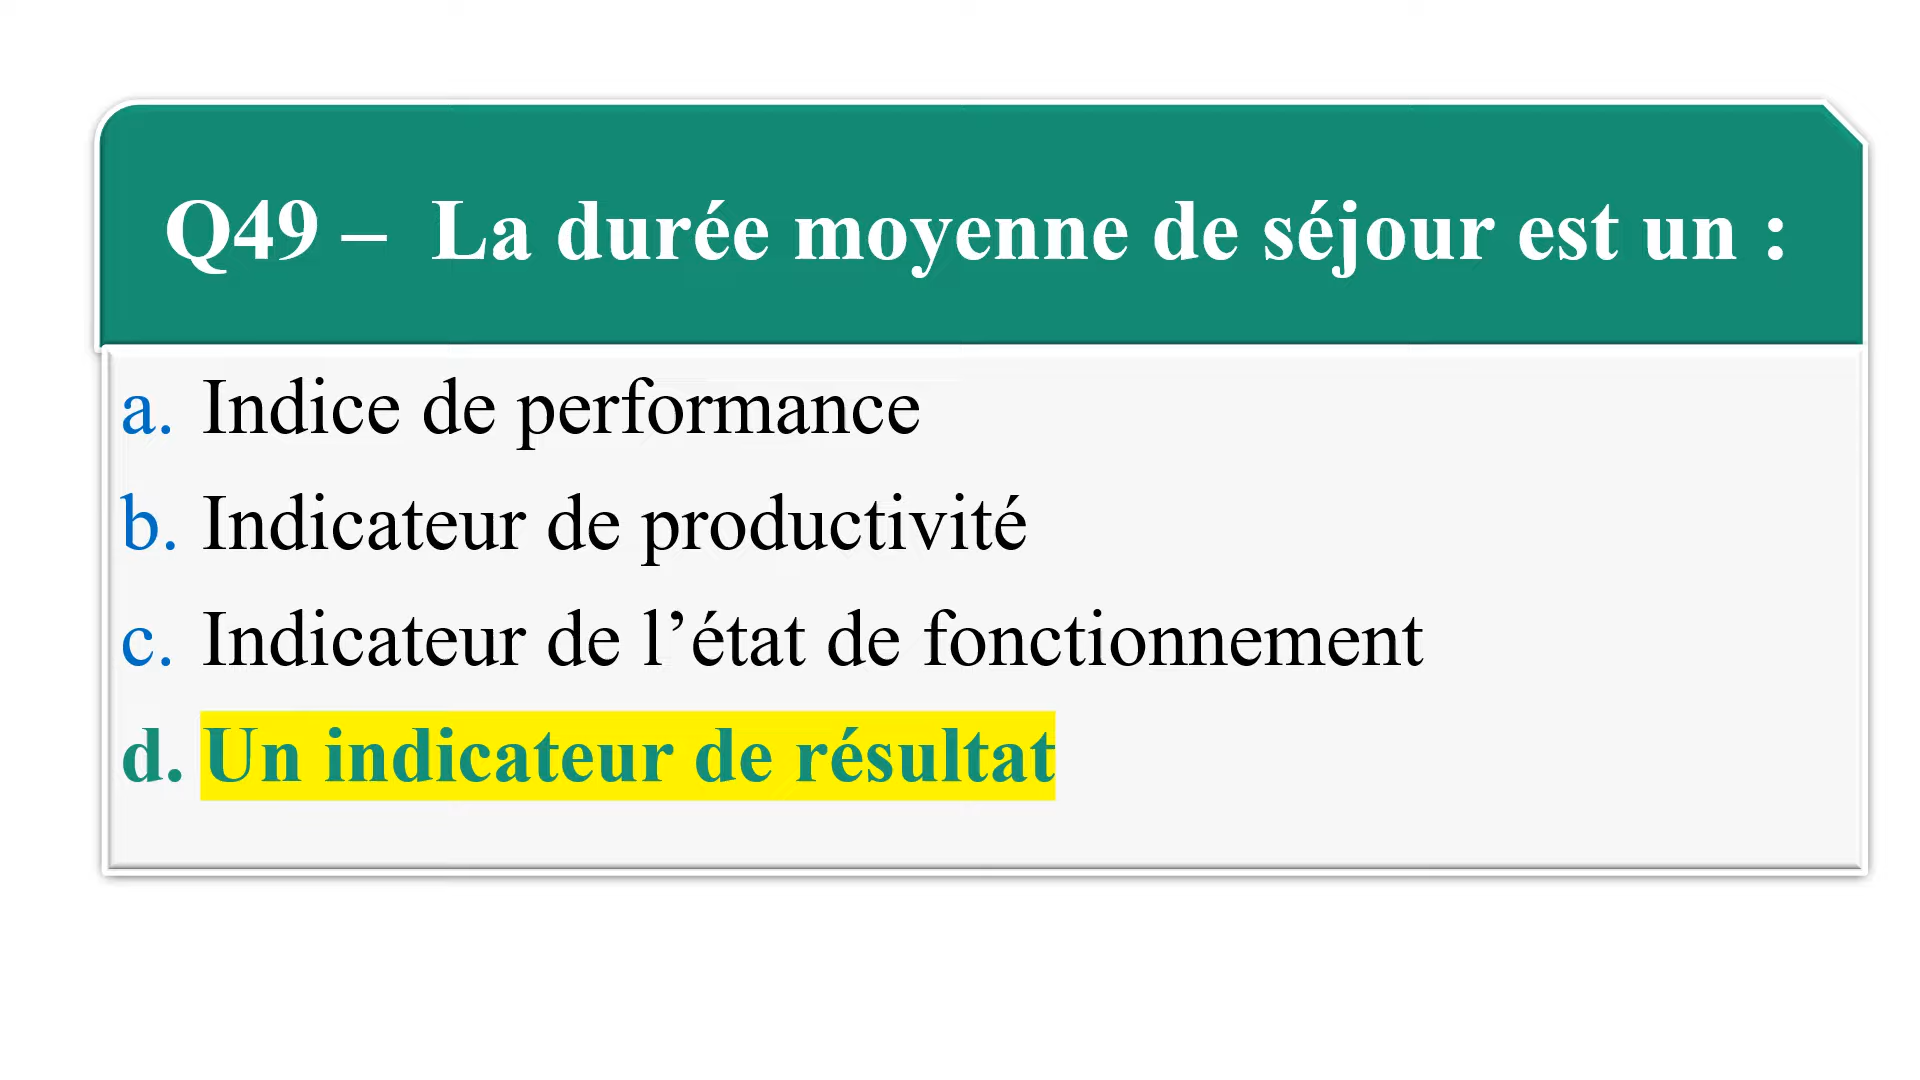 Q49 – La durée moyenne de séjour est un :
a. Indice de performance
b. Indicateur de productivité
c. Indicateur de l’état de fonctionnement
d. Un indicateur de résultat